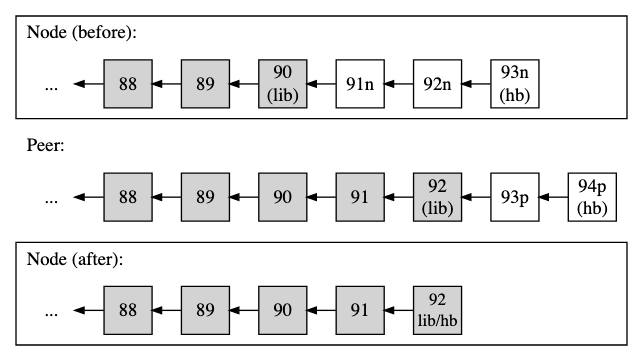 Node (before):
... 88 89 90 (lib) 91n 92n 93n (hb)
Peer:
... 88 89 90 91 92 (lib) 93p 94p (hb)
Node (after):
... 88 89 90 91 92 lib/hb